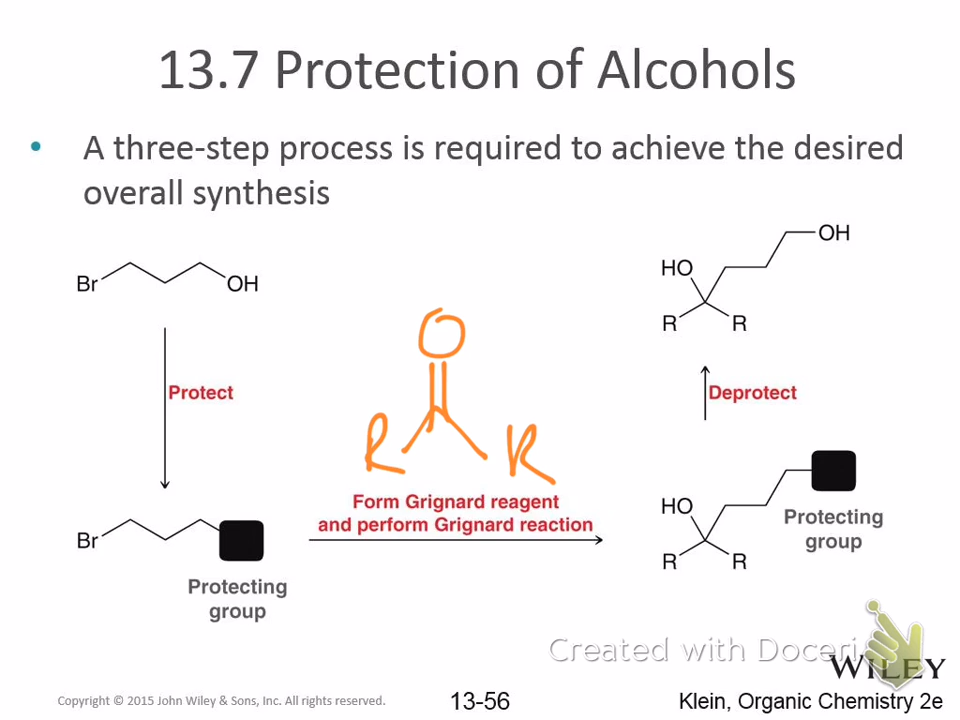 13.7 Protection of Alcohols
• A three-step process is required to achieve the desired
overall synthesis
Br
OH
Protect
Br
Protecting
group
O
R R
Form Grignard reagent
and perform Grignard reaction
OH
HO
R R
Deprotect
HO
R R
Protecting
group
Created with Doceri
WILEY
Copyright © 2015 John Wiley & Sons, Inc. All rights reserved.
13-56
Klein, Organic Chemistry 2e